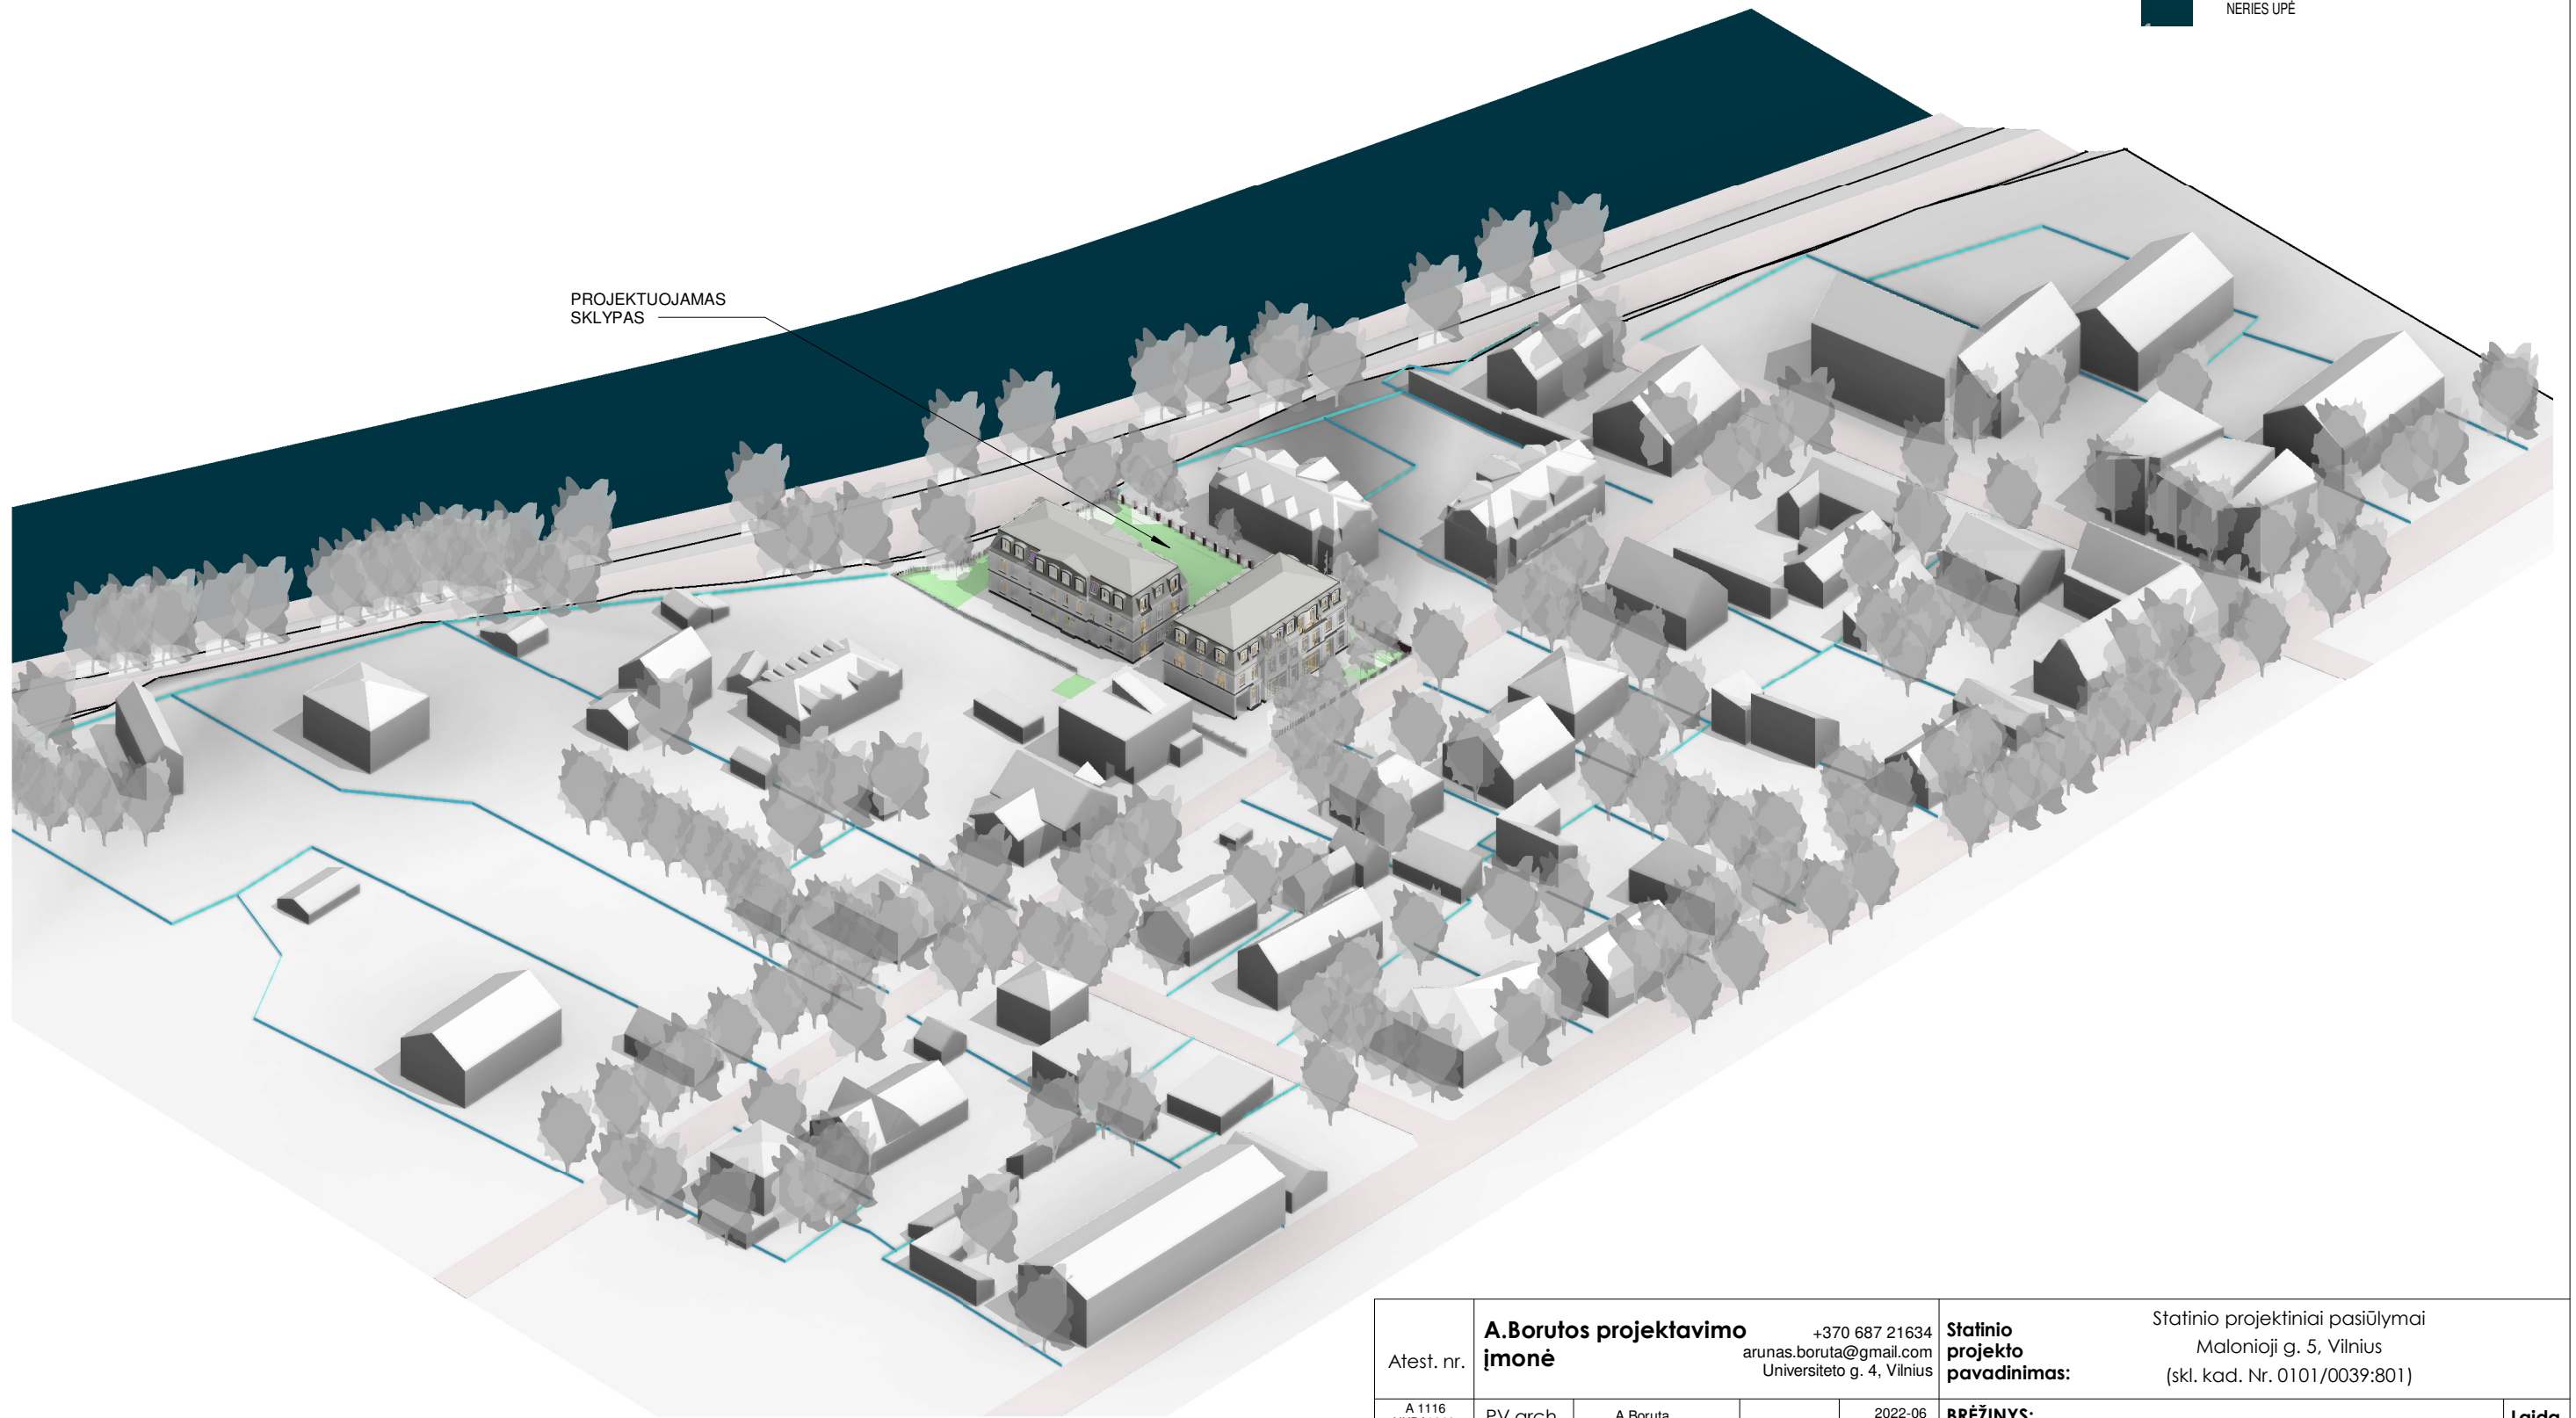 NERIES UPĖ
PROJEKTUOJAMAS
SKLYPAS
Atest. nr.
A.Borutos projektavimo
įmonė
+370 687 21634
arunas.boruta@gmail.com
Universiteto g. 4, Vilnius
Statinio
projekto
pavadinimas:
Statinio projektiniai pasiūlymai
Malonioji g. 5, Vilnius
(skl. kad. Nr. 0101/0039:801)
A 1116
PV arch.
A.Boruta
2022-06
BRĖŽINYS:
Laida